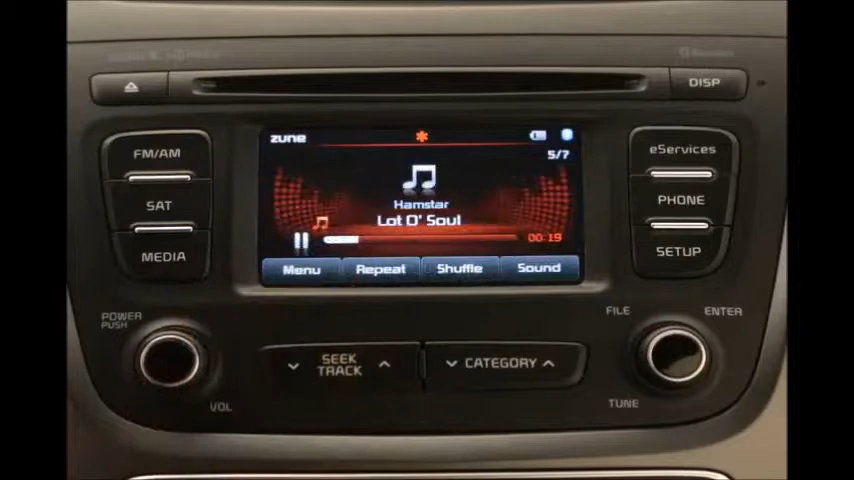 DISP
FM/AM
SAT
MEDIA
zune
5/7
Hamstar
Lot O' Soul
00:19
Menu
Repeat
Shuffle
Sound
eServices
PHONE
SETUP
POWER
PUSH
VOL
SEEK
TRACK
CATEGORY
FILE
ENTER
TUNE